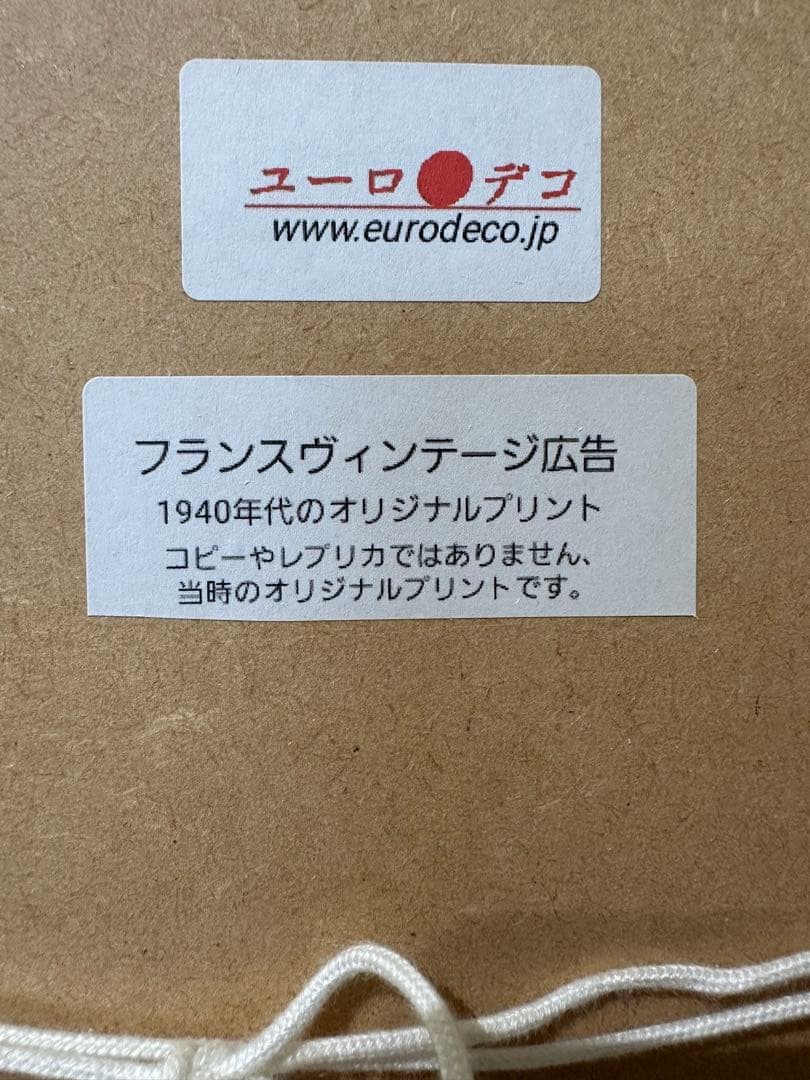 ユーロ●デコ
www.eurodeco.jp
フランスヴィンテージ広告
1940年代のオリジナルプリント
コピーやレプリカではありません、
当時のオリジナルプリントです。